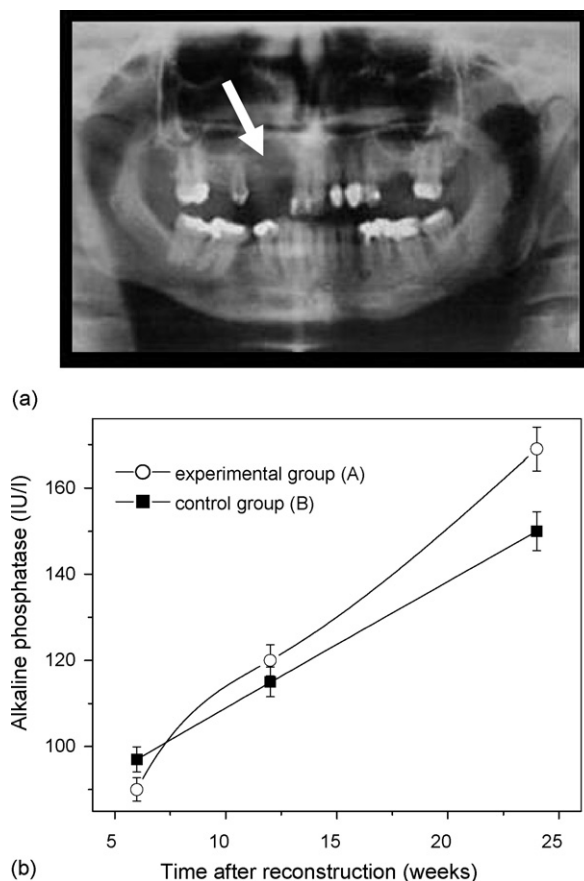 (a)
160
140
120
100
Alkaline phosphatase (IU/l)
experimental group (A)
control group (B)
5
10
15
20
25
Time after reconstruction (weeks)
(b)